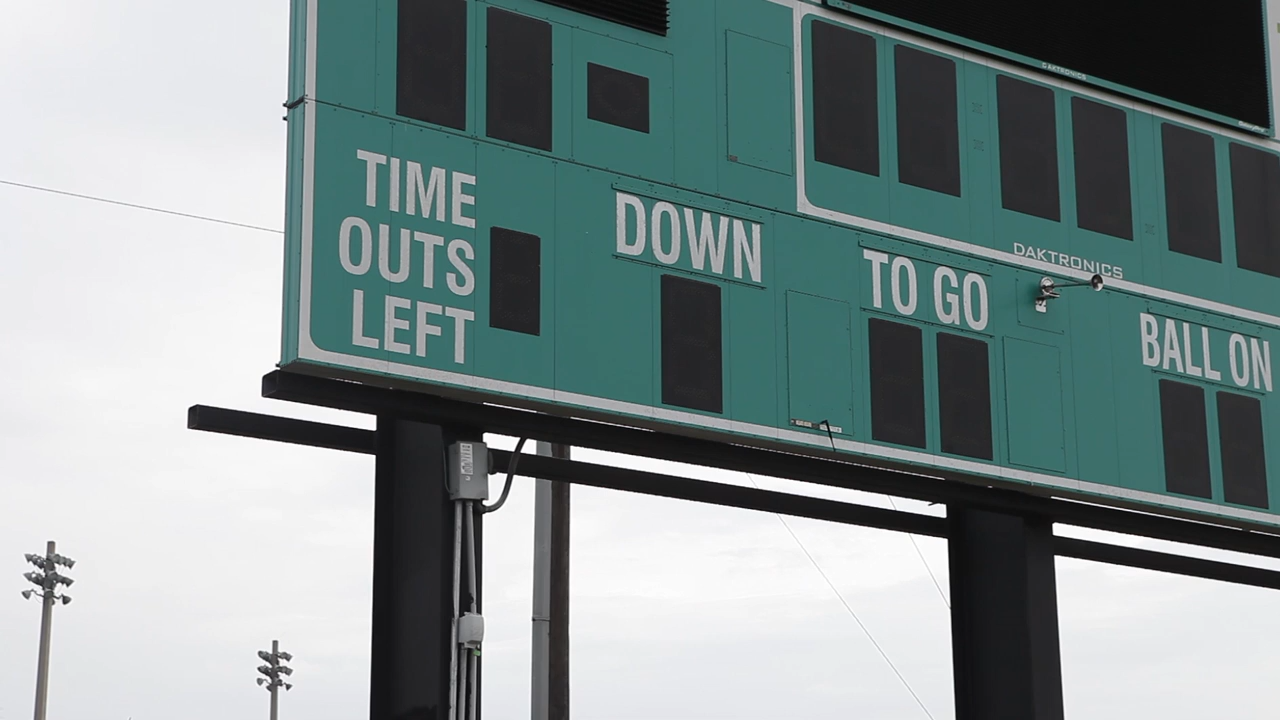 DAKTRONICS
TIME
OUTS
LEFT
DOWN
TO GO
DAKTRONICS
BALL ON